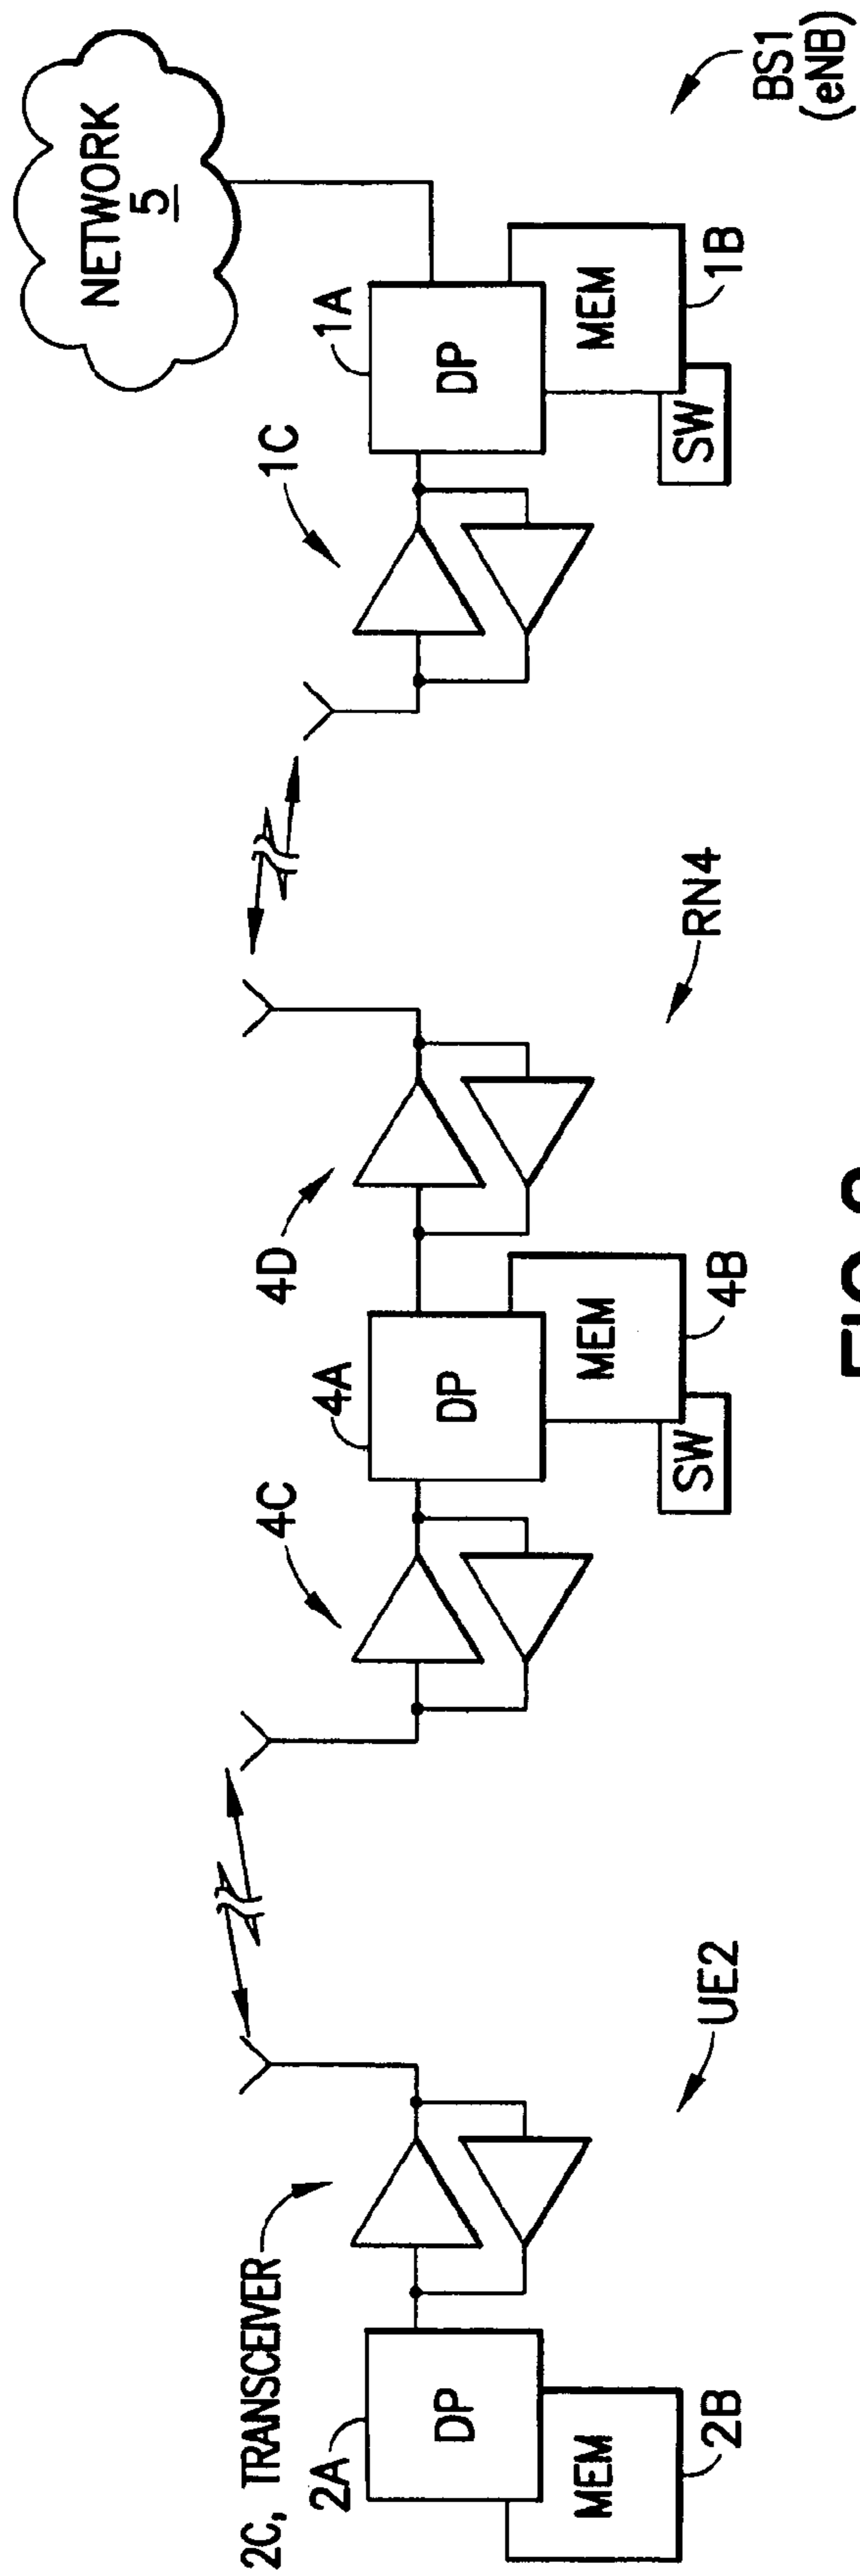 2C, TRANSCEIVER
2A
DP
MEM
2B
UE2
4C
4A
DP
MEM
SW
4B
4D
RN4
1C
1A
DP
MEM
SW
1B
NETWORK
5
BS1
(eNB)